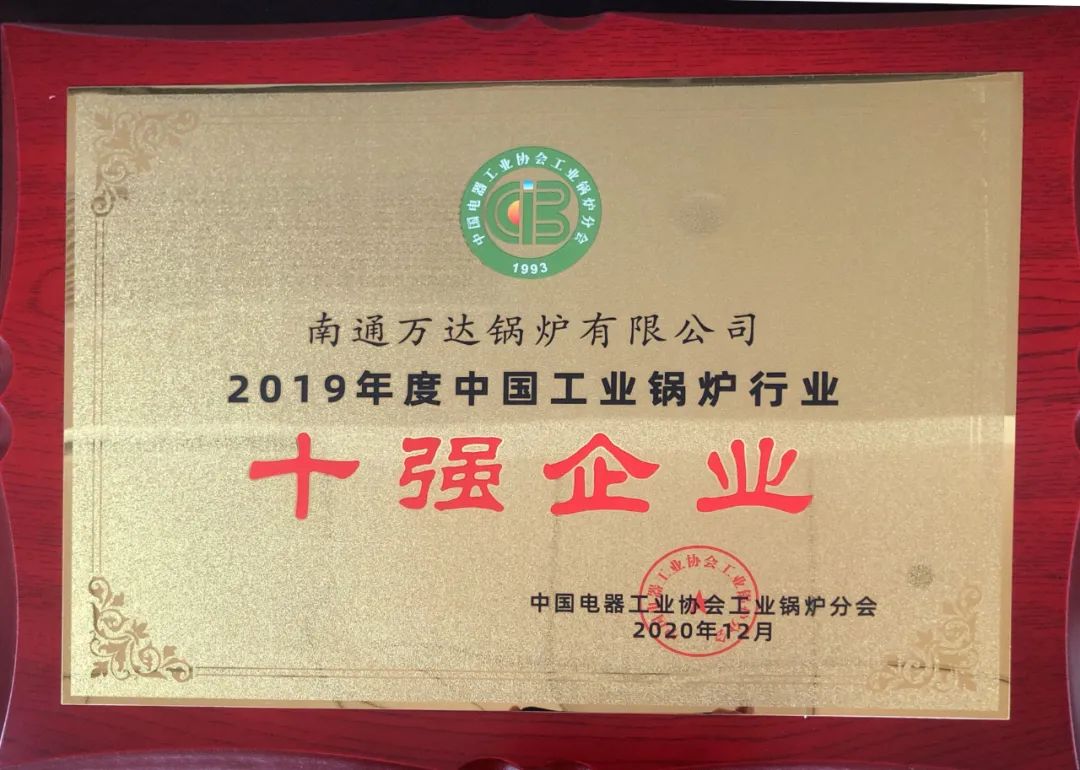 中国电器工业协会工业锅炉分会
CIB
1993
南通万达锅炉有限公司
2019年度中国工业锅炉行业
十强企业
中国电器工业协会工业锅炉分会
2020年12月